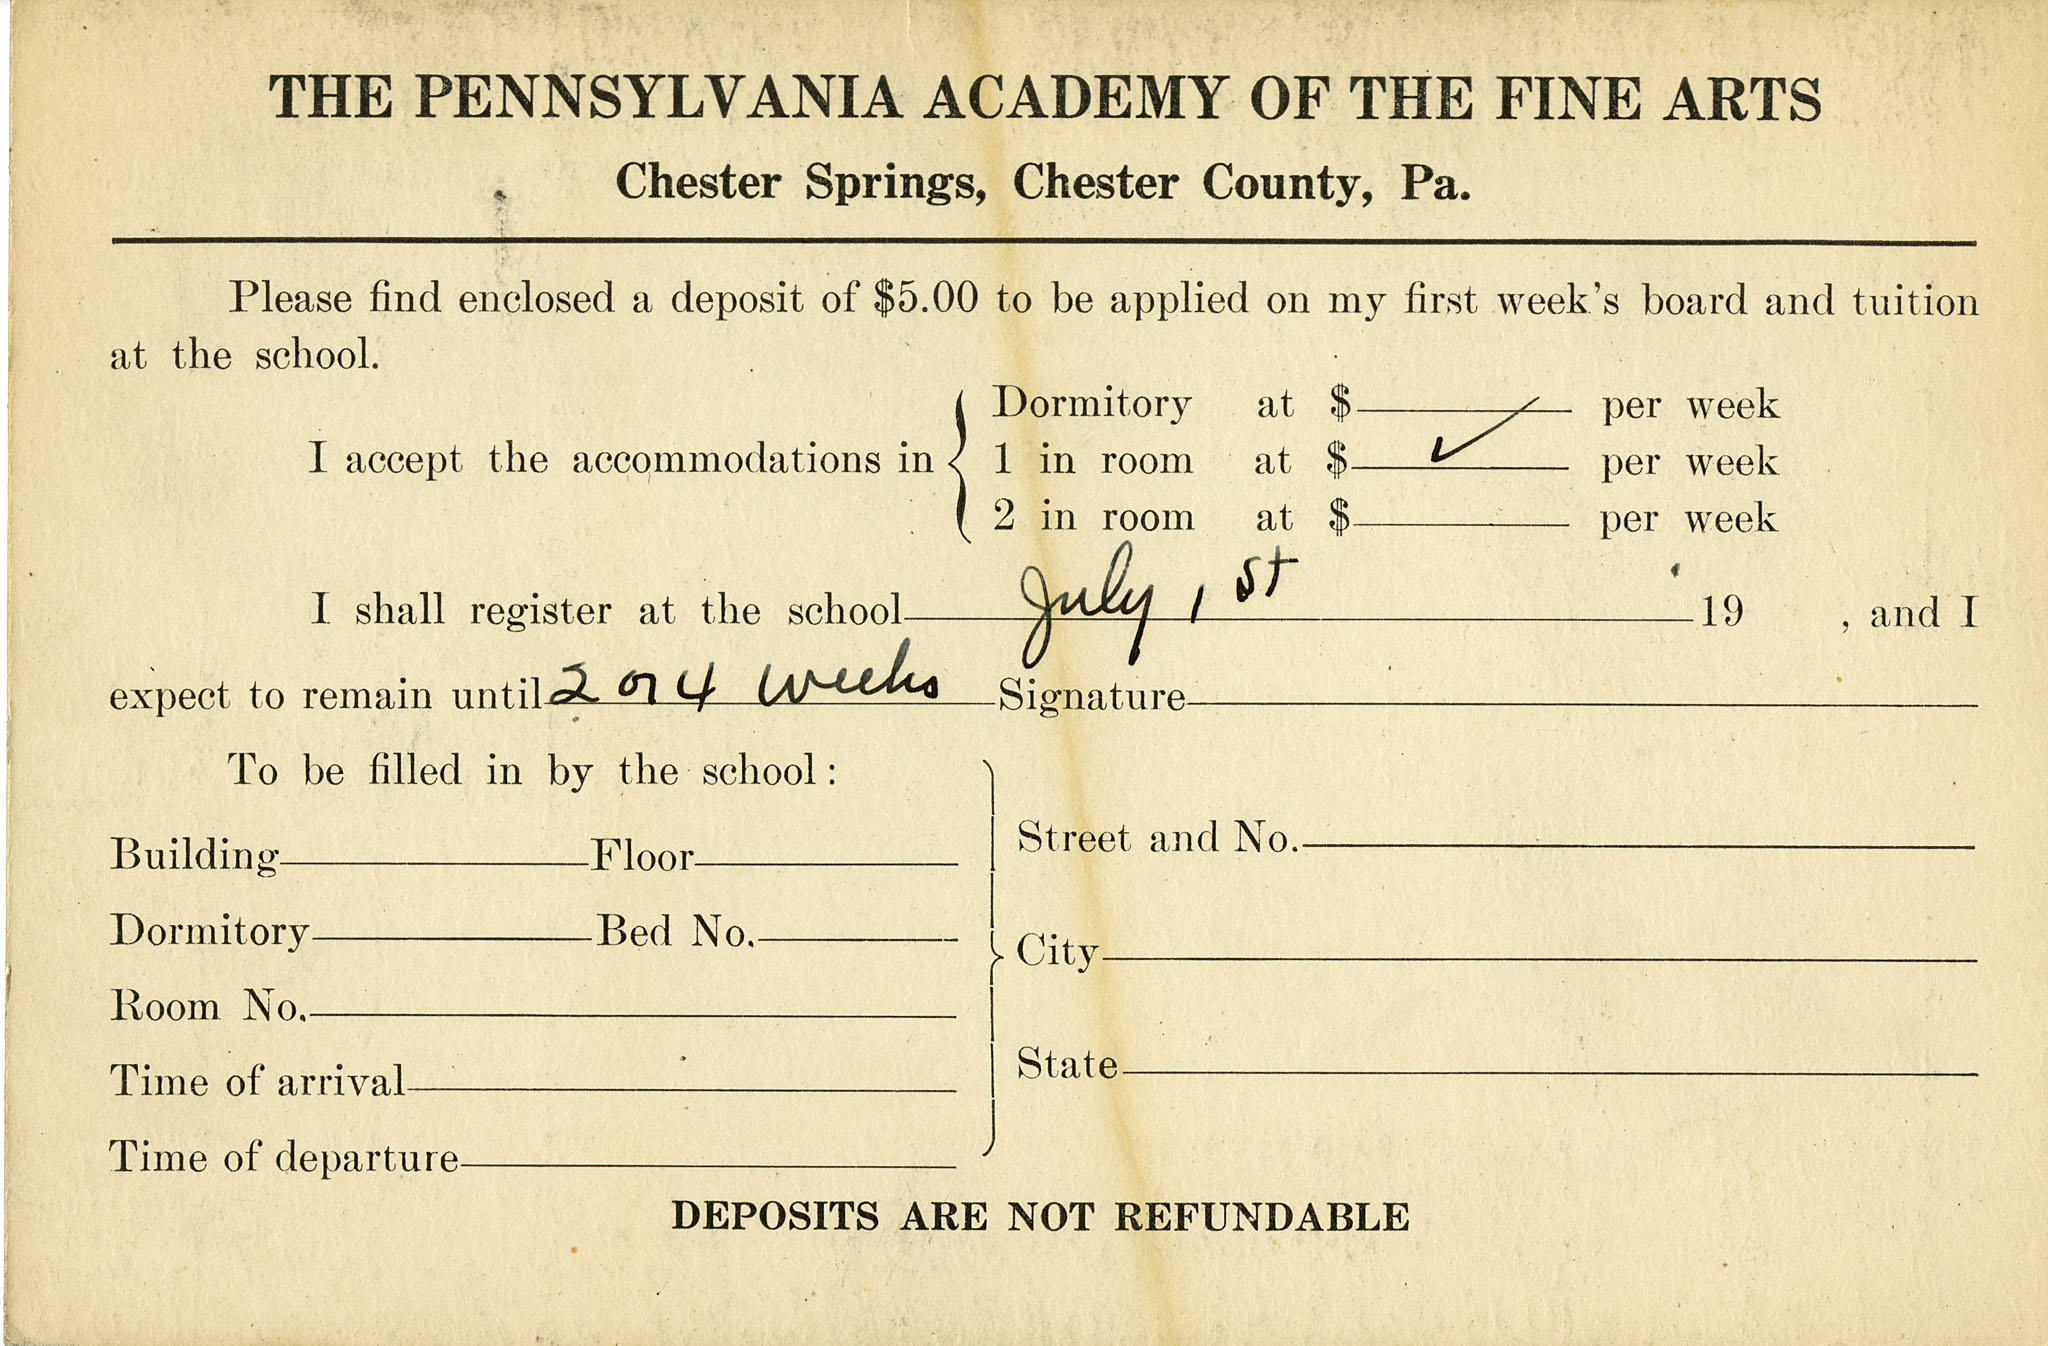 THE PENNSYLVANIA ACADEMY OF THE FINE ARTS
Chester Springs, Chester County, Pa.
Please find enclosed a deposit of $5.00 to be applied on my first week's board and tuition
at the school.
I accept the accommodations in
Dormitory at $ per week
1 in room at $ ✓ per week
2 in room at $ per week
I shall register at the school July 1st 19 , and I
expect to remain until 2 or 4 weeks Signature
To be filled in by the school:
Building Floor
Dormitory Bed No.
Room No.
Time of arrival
Time of departure
Street and No.
City
State
DEPOSITS ARE NOT REFUNDABLE